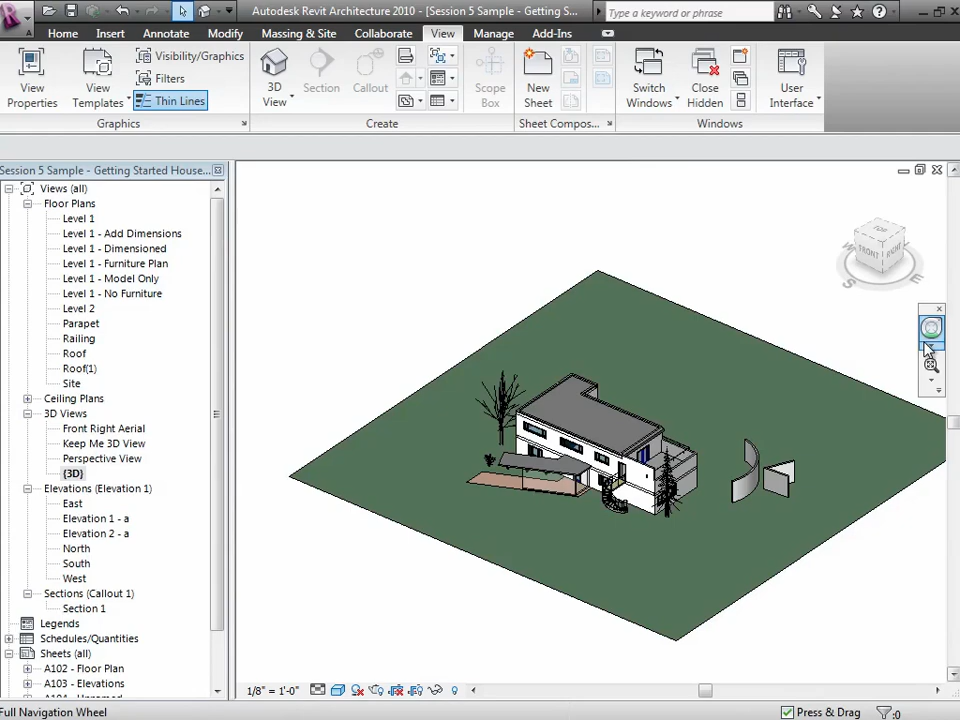 Autodesk Revit Architecture 2010 - [Session 5 Sample - Getting S...
Type a keyword or phrase
Home Insert Annotate Modify Massing & Site Collaborate View Manage Add-Ins
View Properties
View Templates
Visibility/Graphics
Filters
Thin Lines
3D View
Section
Callout
Scope Box
New Sheet
Switch Windows
Close Hidden
User Interface
Graphics Create Sheet Compos... Windows
Session 5 Sample - Getting Started House...
Views (all)
Floor Plans
Level 1
Level 1 - Add Dimensions
Level 1 - Dimensioned
Level 1 - Furniture Plan
Level 1 - Model Only
Level 1 - No Furniture
Level 2
Parapet
Railing
Roof
Roof(1)
Site
Ceiling Plans
3D Views
Front Right Aerial
Keep Me 3D View
Perspective View
{3D}
Elevations (Elevation 1)
East
Elevation 1 - a
Elevation 2 - a
North
South
West
Sections (Callout 1)
Section 1
Legends
Schedules/Quantities
Sheets (all)
A102 - Floor Plan
A103 - Elevations
TOP
FRONT
RIGHT
W
S
E
1/8" = 1'-0"
Full Navigation Wheel
Press & Drag
:0